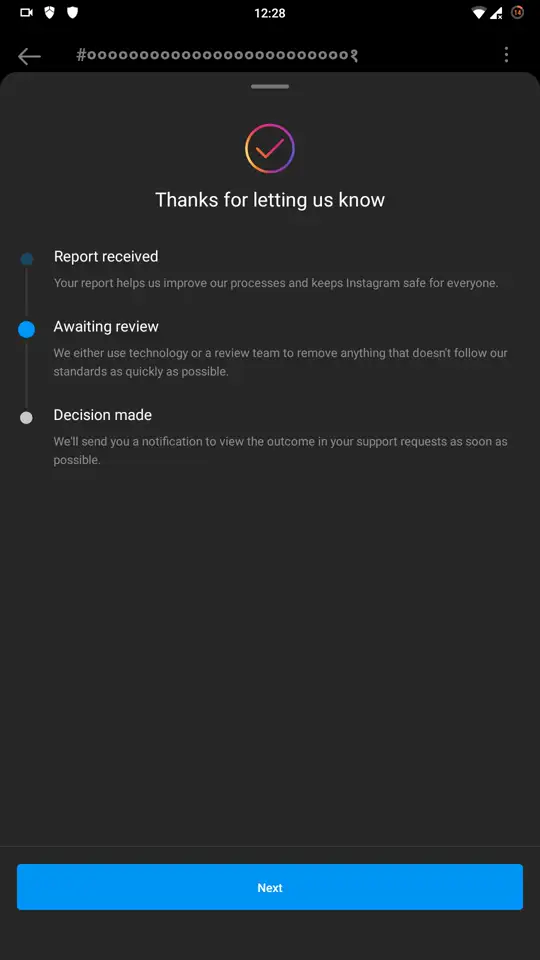 12:28
14
Thanks for letting us know
Report received
Your report helps us improve our processes and keeps Instagram safe for everyone.
Awaiting review
We either use technology or a review team to remove anything that doesn't follow our
standards as quickly as possible.
Decision made
We'll send you a notification to view the outcome in your support requests as soon as
possible.
Next